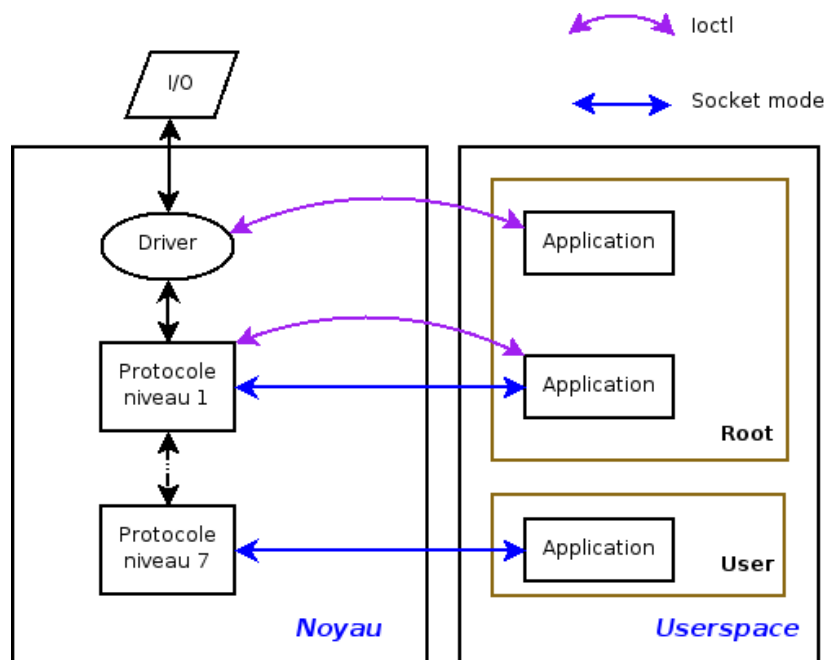 Ioctl
I/O
Socket mode
Driver
Application
Protocole
niveau 1
Application
Root
Protocole
niveau 7
Application
User
Noyau
Userspace